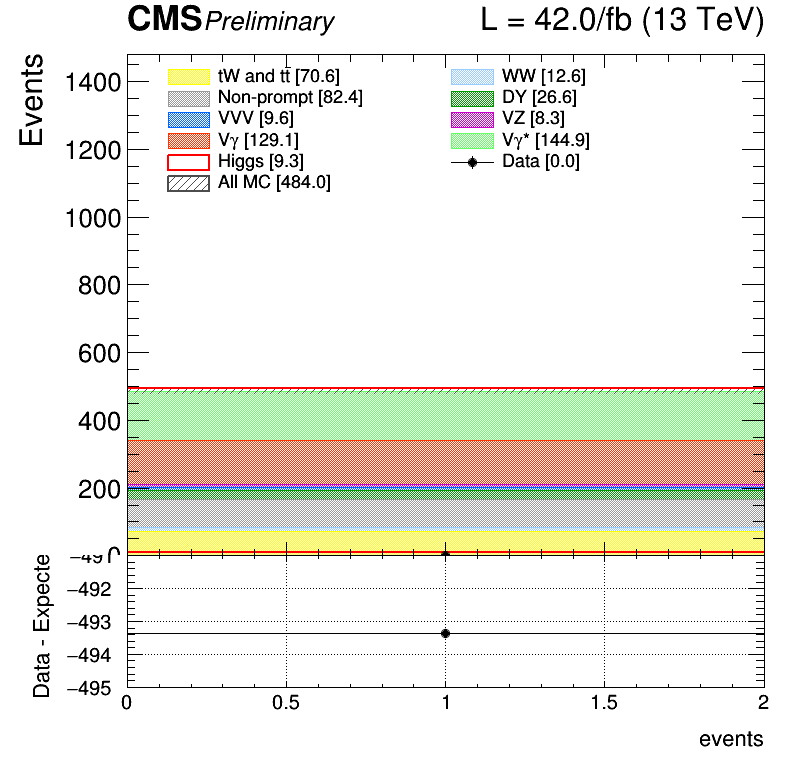 CMS Preliminary L = 42.0/fb (13 TeV)
Events
1400
1200
1000
800
600
400
200
tW and tt̄ [70.6]
Non-prompt [82.4]
VVV [9.6]
Vγ [129.1]
Higgs [9.3]
All MC [484.0]
WW [12.6]
DY [26.6]
VZ [8.3]
Vγ* [144.9]
Data [0.0]
Data - Expecte
−492
−493
−494
−495
0 0.5 1 1.5 2
events